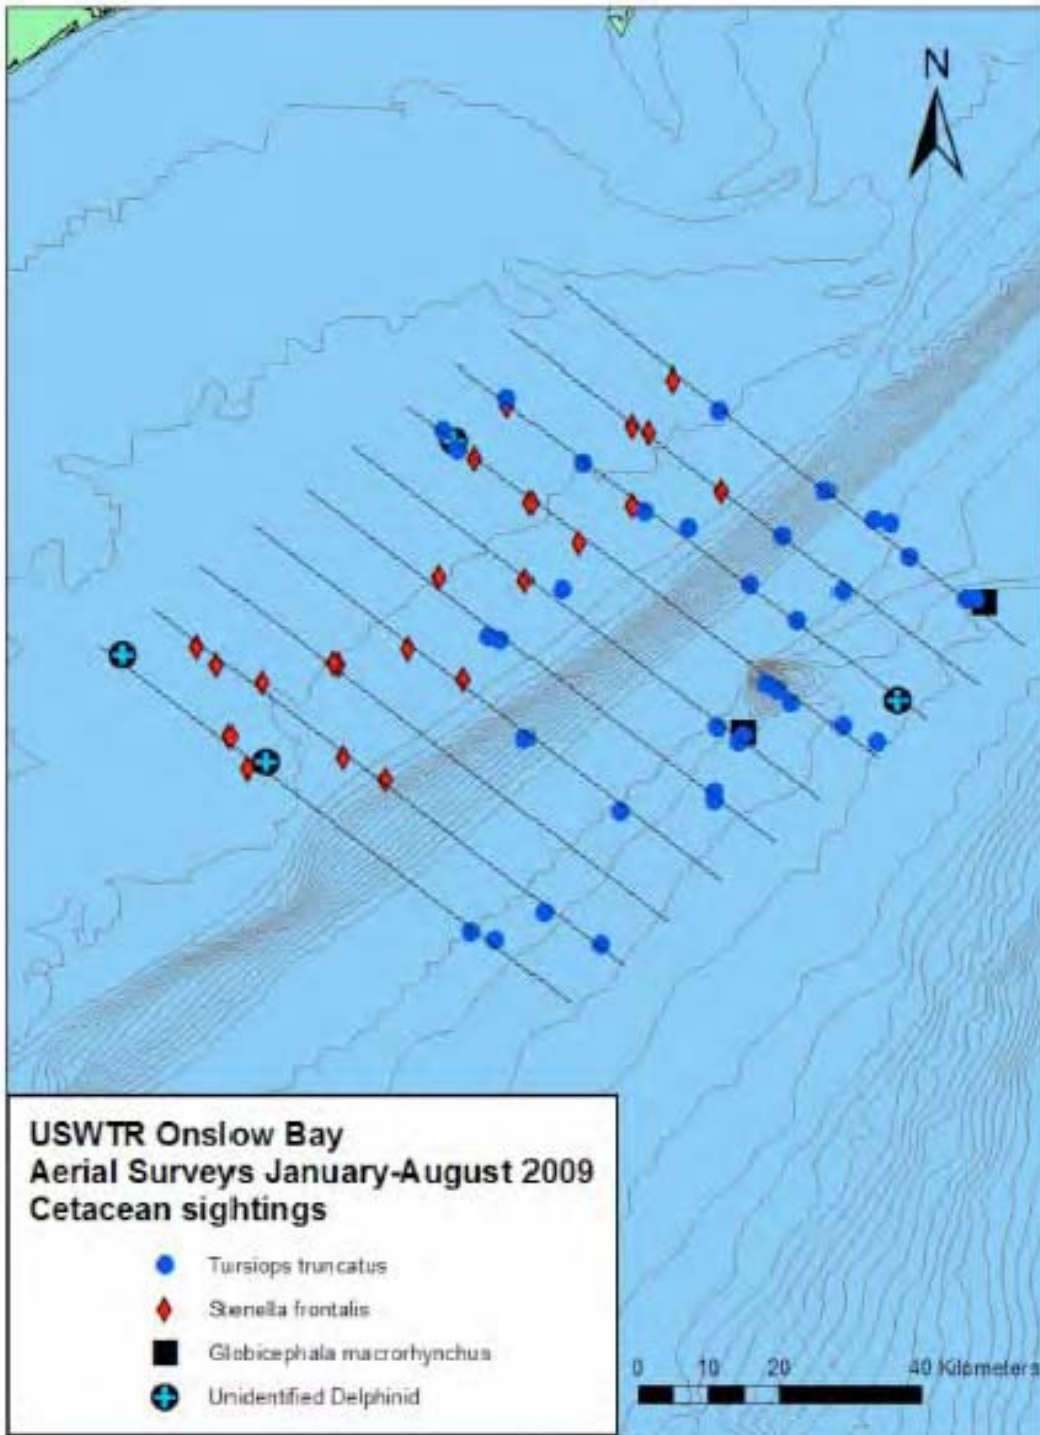 N
USWTR Onslow Bay
Aerial Surveys January-August 2009
Cetacean sightings
Tursiops truncatus
Stenella frontalis
Globicephala macrorhynchus
Unidentified Delphinid
0 10 20 40 Kilometers